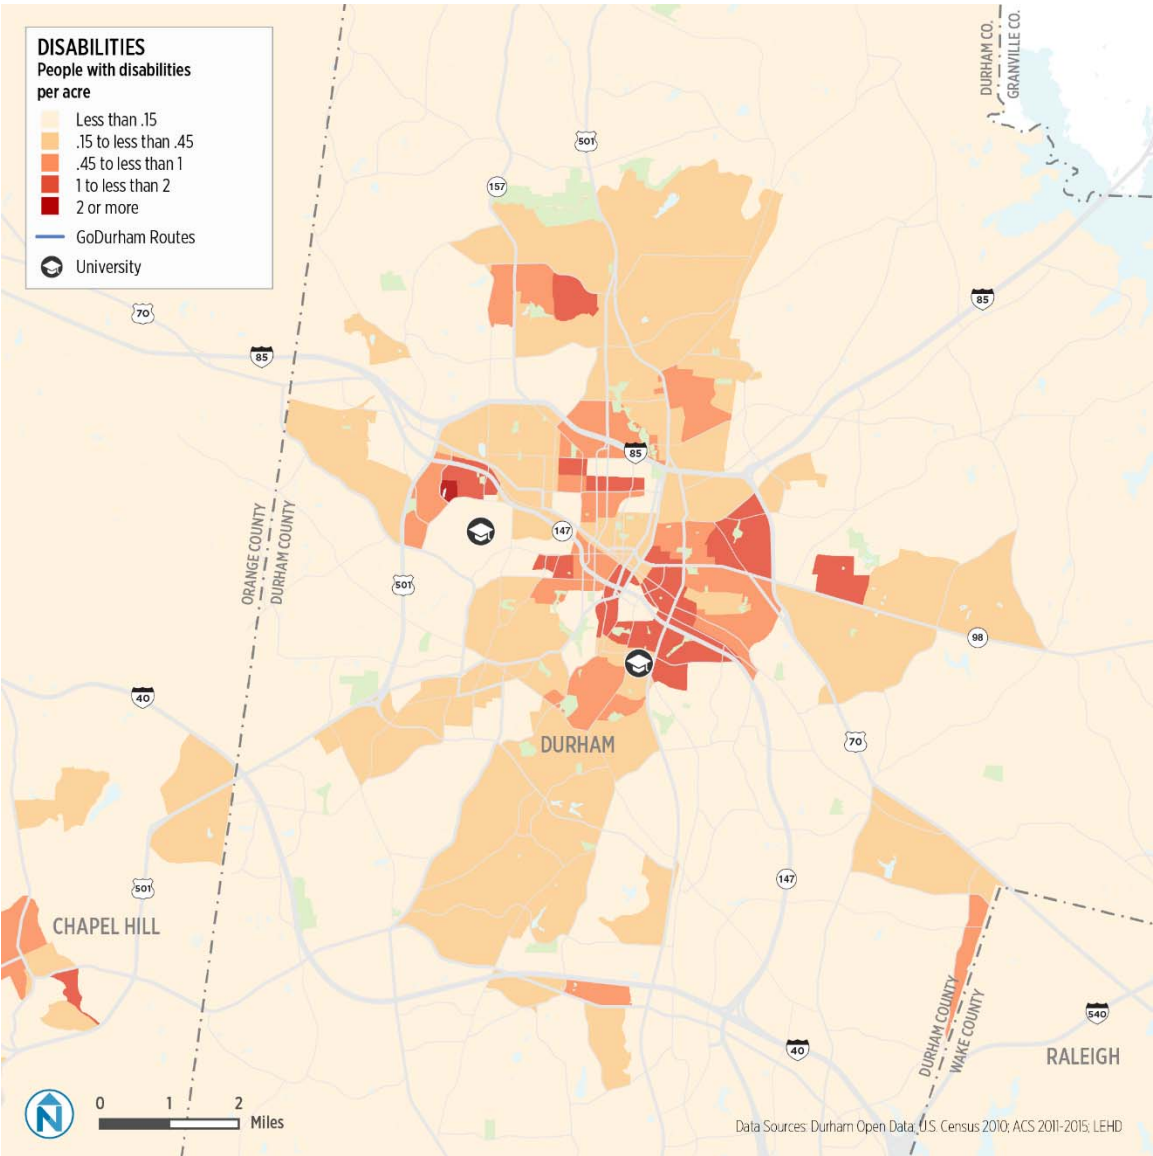 DISABILITIES
People with disabilities
per acre
Less than .15
.15 to less than .45
.45 to less than 1
1 to less than 2
2 or more
GoDurham Routes
University
DURHAM CO.
GRANVILLE CO.
501
157
85
70
85
85
147
ORANGE COUNTY
DURHAM COUNTY
501
98
40
DURHAM
70
147
501
CHAPEL HILL
DURHAM COUNTY
WAKE COUNTY
540
40
RALEIGH
N
0 1 2
Miles
Data Sources: Durham Open Data; U.S. Census 2010; ACS 2011-2015; LEHD